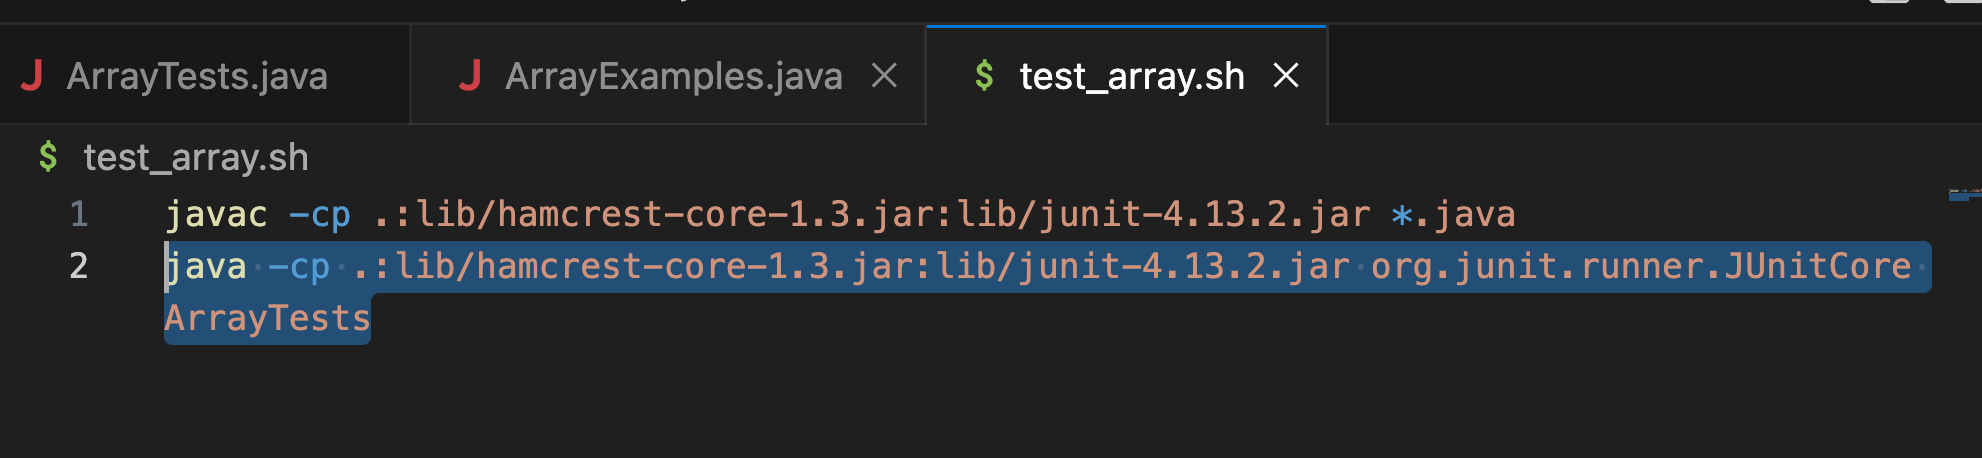 ArrayTests.java
ArrayExamples.java
$ test_array.sh
$ test_array.sh
1 javac -cp .:lib/hamcrest-core-1.3.jar:lib/junit-4.13.2.jar *.java
2 java -cp .:lib/hamcrest-core-1.3.jar:lib/junit-4.13.2.jar org.junit.runner.JUnitCore
ArrayTests